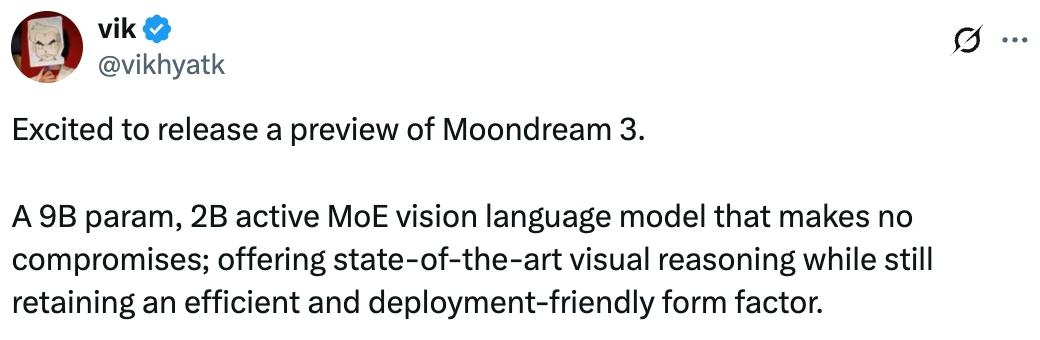 vik
@vikhyatk
Excited to release a preview of Moondream 3.
A 9B param, 2B active MoE vision language model that makes no
compromises; offering state-of-the-art visual reasoning while still
retaining an efficient and deployment-friendly form factor.